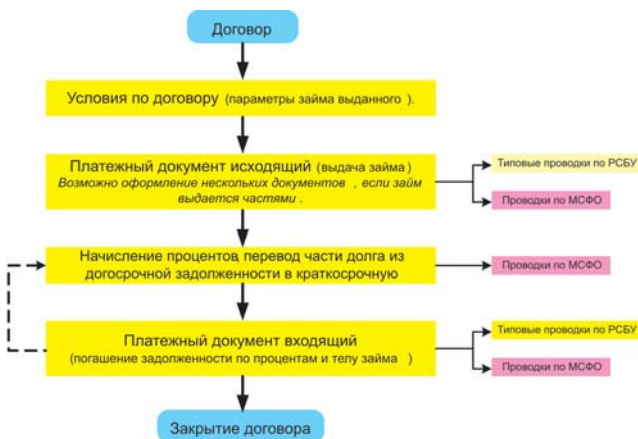 Договор
Условия по договору (параметры займа выданного ).
Платежный документ исходящий (выдача займа)
Возможно оформление нескольких документов , если займ
выдается частями .
Типовые проводки по РСБУ
Проводки по МСФО
Начисление процентов, перевод части долга из
догосрочной задолженности в краткосрочную
Проводки по МСФО
Платежный документ входящий
(погашение задолженности по процентам и телу займа )
Типовые проводки по РСБУ
Проводки по МСФО
Закрытие договора